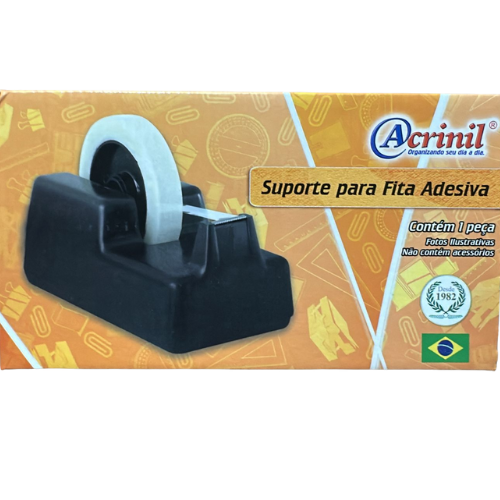 Acrinil®
Organizando seu dia a dia.
Suporte para Fita Adesiva
Contém 1 peça
Fotos Ilustrativas
Não contém acessórios
Desde
1982